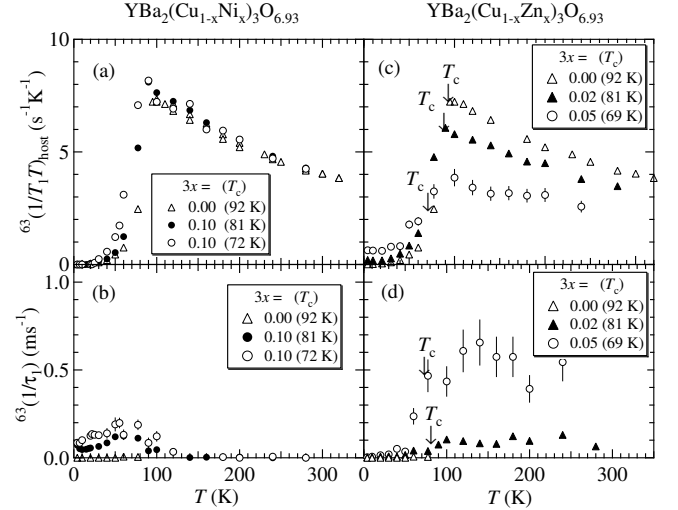 YBa2(Cu1-xNix)3O6.93
YBa2(Cu1-xZnx)3O6.93
63(1/T1T)host (s-1K-1)
10
5
0
(a)
3x = (Tc)
△ 0.00 (92 K)
● 0.10 (81 K)
○ 0.10 (72 K)
(c)
Tc
Tc
Tc
3x = (Tc)
△ 0.00 (92 K)
▲ 0.02 (81 K)
○ 0.05 (69 K)
63(1/τ1) (ms-1)
1.0
0.5
0.0
(b)
3x = (Tc)
△ 0.00 (92 K)
● 0.10 (81 K)
○ 0.10 (72 K)
(d)
Tc
Tc
3x = (Tc)
△ 0.00 (92 K)
▲ 0.02 (81 K)
○ 0.05 (69 K)
0 100 200 300
0 100 200 300
T (K)
T (K)